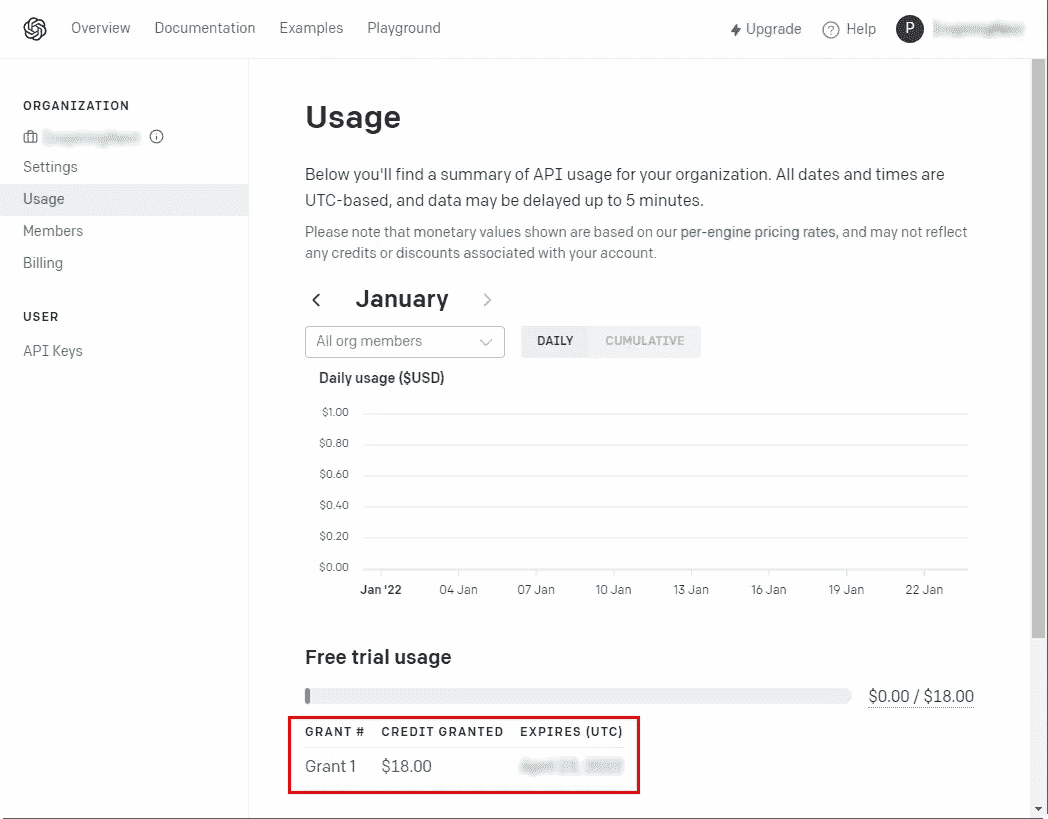 Overview Documentation Examples Playground
Upgrade ? Help P
ORGANIZATION
Settings
Usage
Members
Billing
USER
API Keys
Usage
Below you'll find a summary of API usage for your organization. All dates and times are
UTC-based, and data may be delayed up to 5 minutes.
Please note that monetary values shown are based on our per-engine pricing rates, and may not reflect
any credits or discounts associated with your account.
January
All org members
DAILY CUMULATIVE
Daily usage ($USD)
$1.00
$0.80
$0.60
$0.40
$0.20
$0.00
Jan '22 04 Jan 07 Jan 10 Jan 13 Jan 16 Jan 19 Jan 22 Jan
Free trial usage
$0.00 / $18.00
GRANT # CREDIT GRANTED EXPIRES (UTC)
Grant 1 $18.00